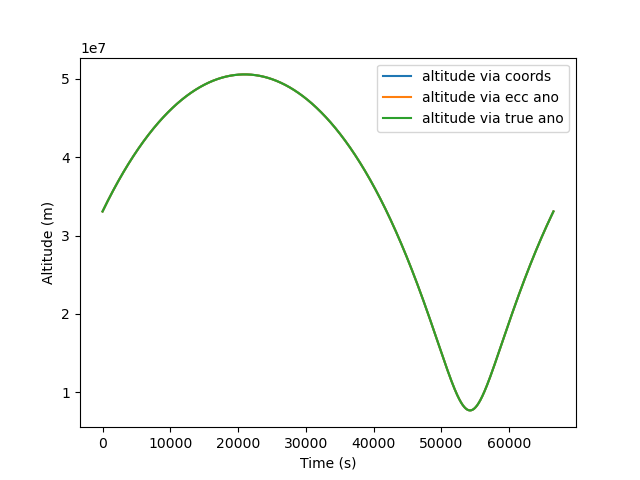 1e7
altitude via coords
altitude via ecc ano
altitude via true ano
5
4
3
2
1
Altitude (m)
0 10000 20000 30000 40000 50000 60000
Time (s)